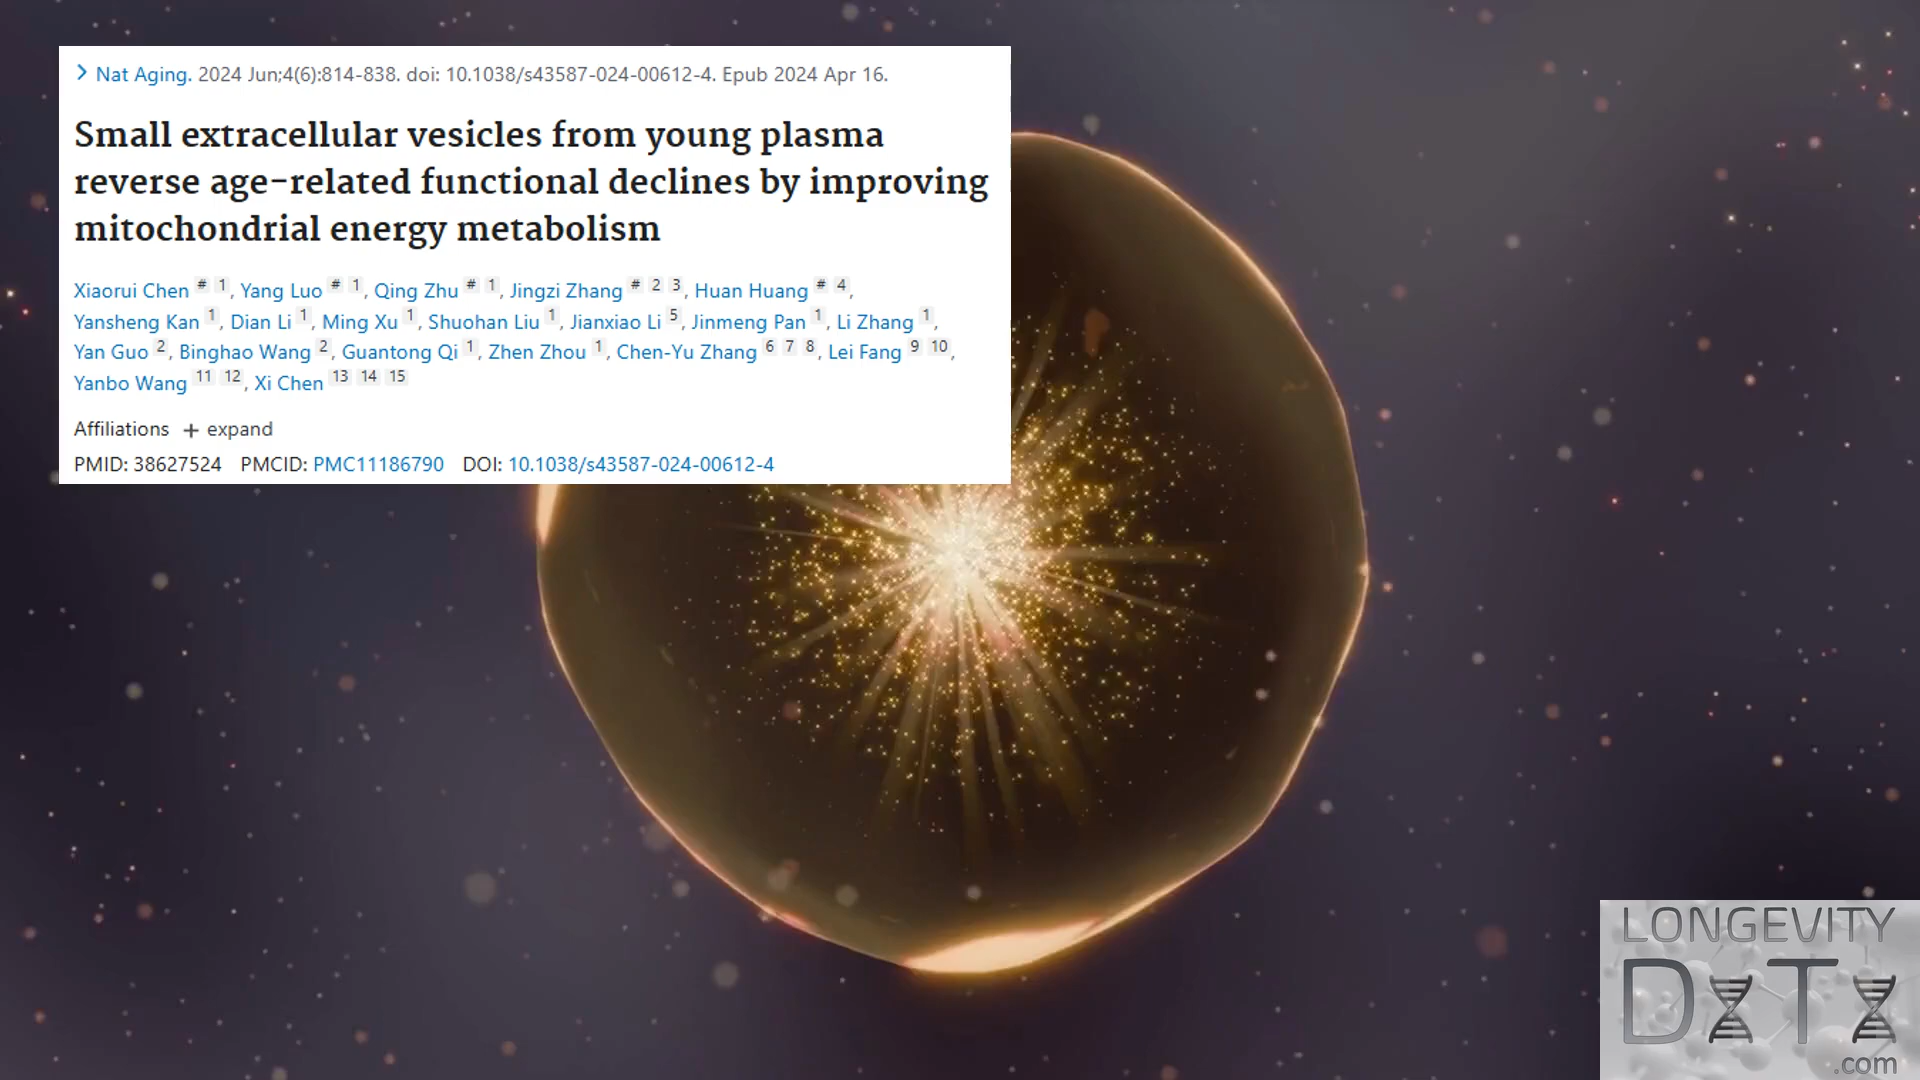 Nat Aging. 2024 Jun;4(6):814-838. doi: 10.1038/s43587-024-00612-4. Epub 2024 Apr 16.
Small extracellular vesicles from young plasma
reverse age-related functional declines by improving
mitochondrial energy metabolism
Xiaorui Chen # 1, Yang Luo # 1, Qing Zhu # 1, Jingzi Zhang # 2 3, Huan Huang # 4,
Yansheng Kan 1, Dian Li 1, Ming Xu 1, Shuohan Liu 1, Jianxiao Li 5, Jinmeng Pan 1, Li Zhang 1,
Yan Guo 2, Binghao Wang 2, Guantong Qi 1, Zhen Zhou 1, Chen-Yu Zhang 6 7 8, Lei Fang 9 10,
Yanbo Wang 11 12, Xi Chen 13 14 15
Affiliations + expand
PMID: 38627524 PMCID: PMC11186790 DOI: 10.1038/s43587-024-00612-4
LONGEVITY
DATA
.com